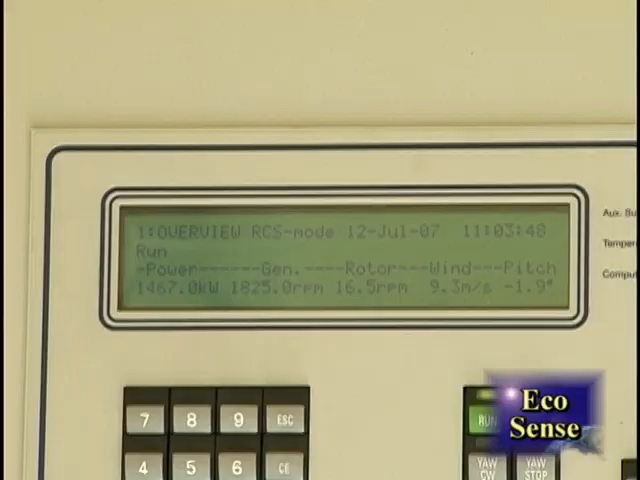 1:OVERVIEW RCS-mode 12-Jul-07 11:03:48
Run
-Power------Gen.----Rotor---Wind---Pitch
1467.0kW 1825.0rpm 16.5rpm 9.3m/s -1.9°
Aux.
7 8 9 ESC
4 5 6 CE
RUN
YAW CW
YAW STOP
Eco
Sense